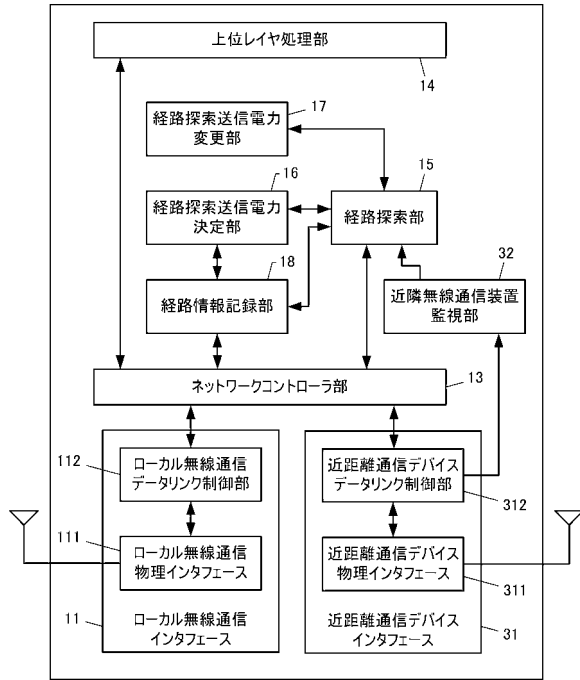 上位レイヤ処理部
14
17
経路探索送信電力
変更部
16
15
経路探索送信電力
決定部
経路探索部
18
32
経路情報記録部
近隣無線通信装置
監視部
ネットワークコントローラ部
13
112
ローカル無線通信
データリンク制御部
近距離通信デバイス
データリンク制御部
312
111
ローカル無線通信
物理インタフェース
近距離通信デバイス
物理インタフェース
311
11
ローカル無線通信
インタフェース
近距離通信デバイス
インタフェース
31